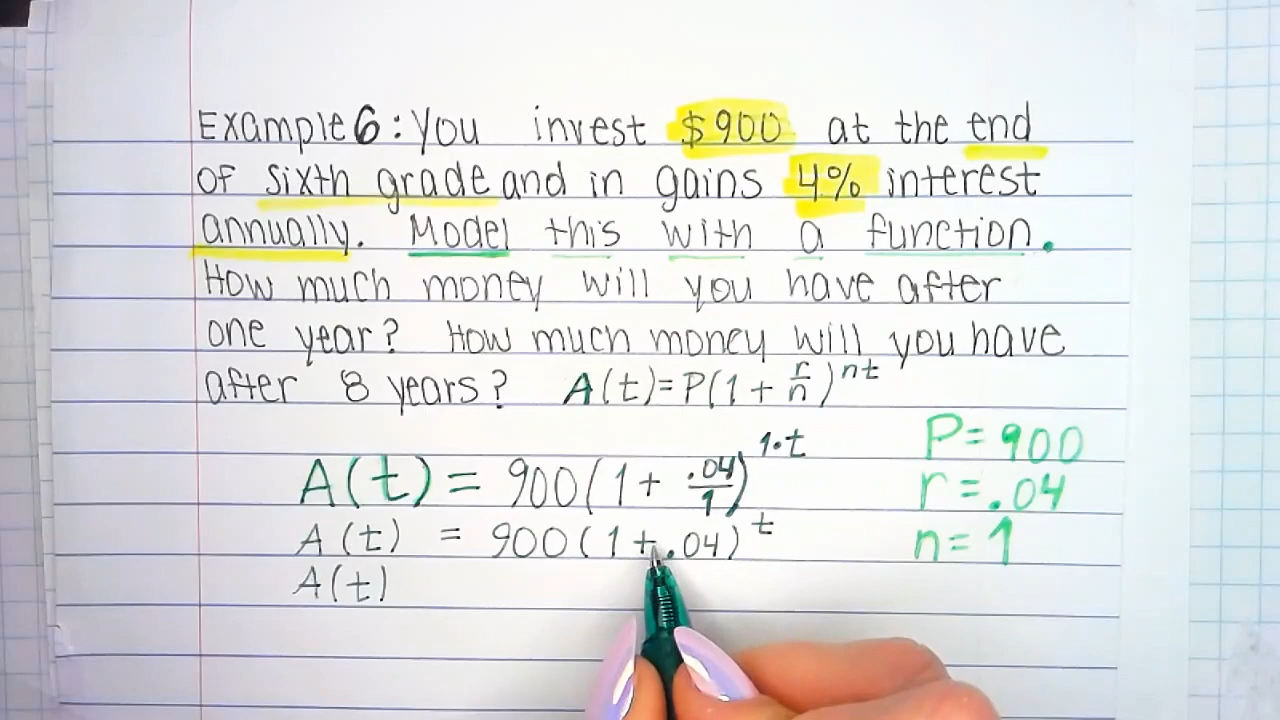 Example 6: You invest $900 at the end
of sixth grade and in gains 4% interest
annually. Model this with a function.
How much money will you have after
one year? How much money will you have
after 8 years? A(t)=P(1+ r/n)^nt
P=900
A(t) = 900(1+ .04/1)^1·t
r=.04
A(t) = 900(1+.04)^t
n=1
A(t)